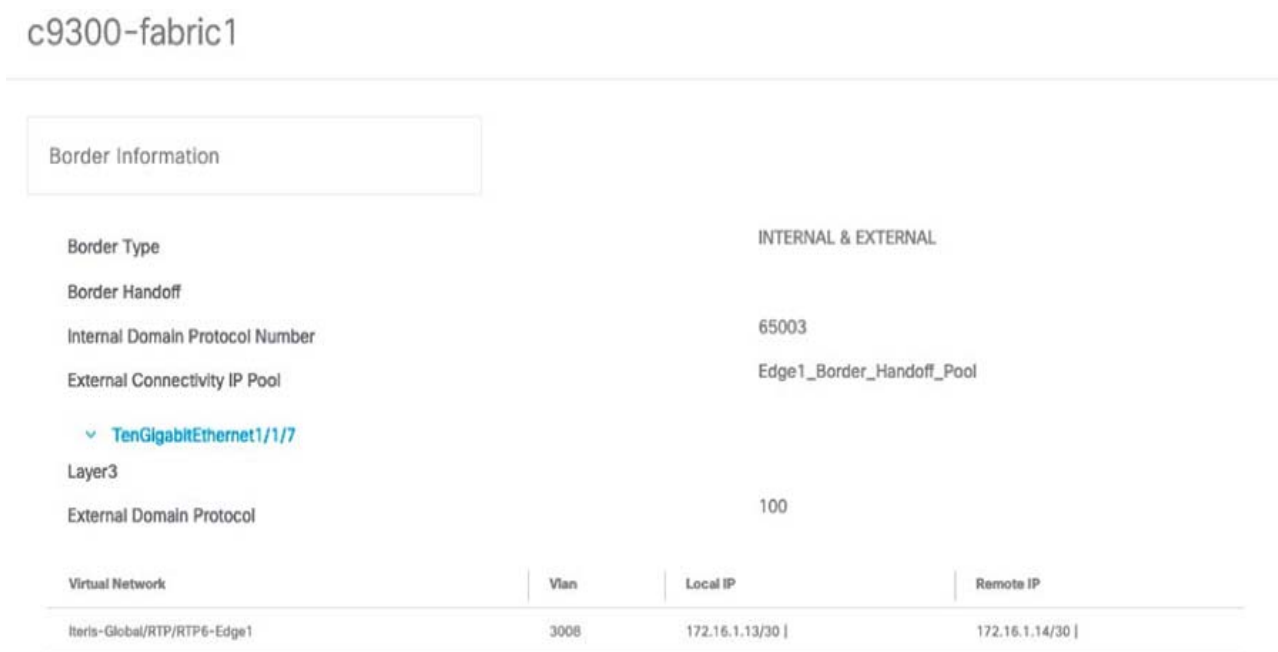 c9300-fabric1
Border Information
Border Type INTERNAL & EXTERNAL
Border Handoff
Internal Domain Protocol Number 65003
External Connectivity IP Pool Edge1_Border_Handoff_Pool
TenGigabitEthernet1/1/7
Layer3
External Domain Protocol 100
Virtual Network Vlan Local IP Remote IP
Iteris-Global/RTP/RTP6-Edge1 3008 172.16.1.13/30 | 172.16.1.14/30 |